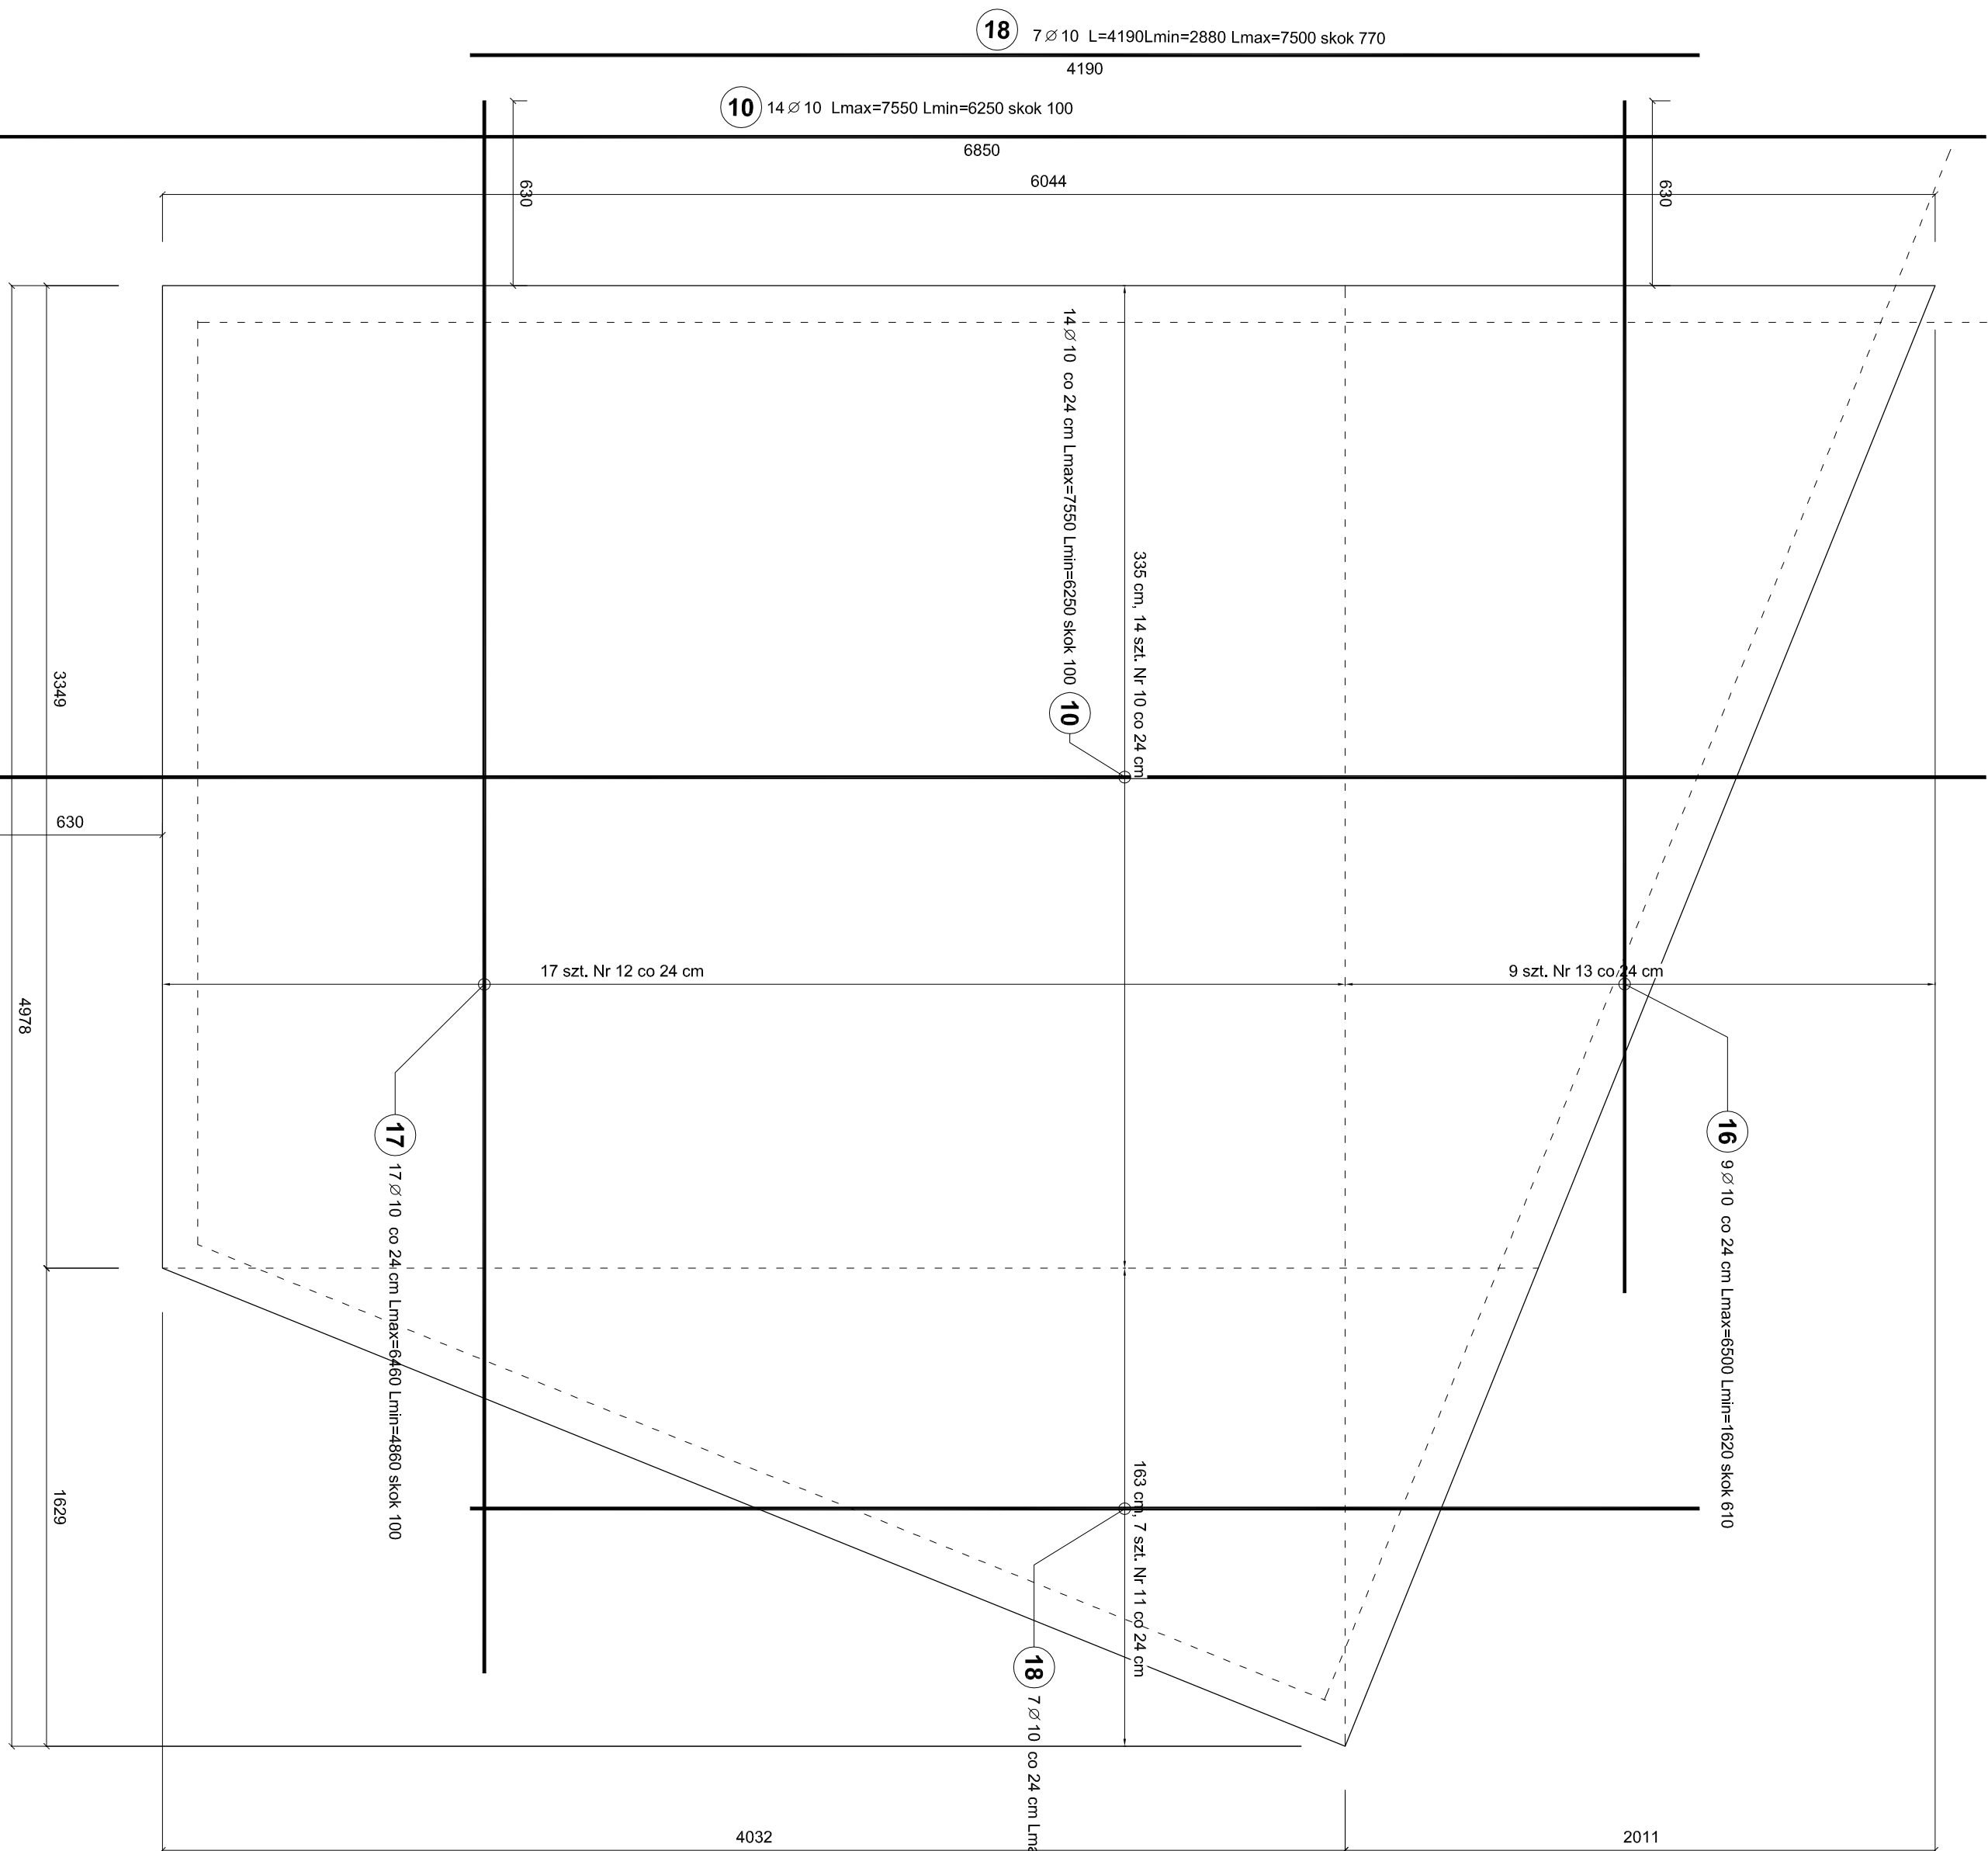 18 7∅10 L=4190Lmin=2880 Lmax=7500 skok 770
4190
10 14∅10 Lmax=7550 Lmin=6250 skok 100
6850
6044
630
630
14∅10 co 24 cm Lmax=7550 Lmin=6250 skok 100 10
335 cm, 14 szt. Nr 10 co 24 cm
3349
630
4978
17 szt. Nr 12 co 24 cm
9 szt. Nr 13 co 24 cm
17 17∅10 co 24 cm Lmax=6460 Lmin=4860 skok 100
16 9∅10 co 24 cm Lmax=6500 Lmin=1620 skok 610
1629
163 cm, 7 szt. Nr 11 co 24 cm
18 7∅10 co 24 cm
4032
2011